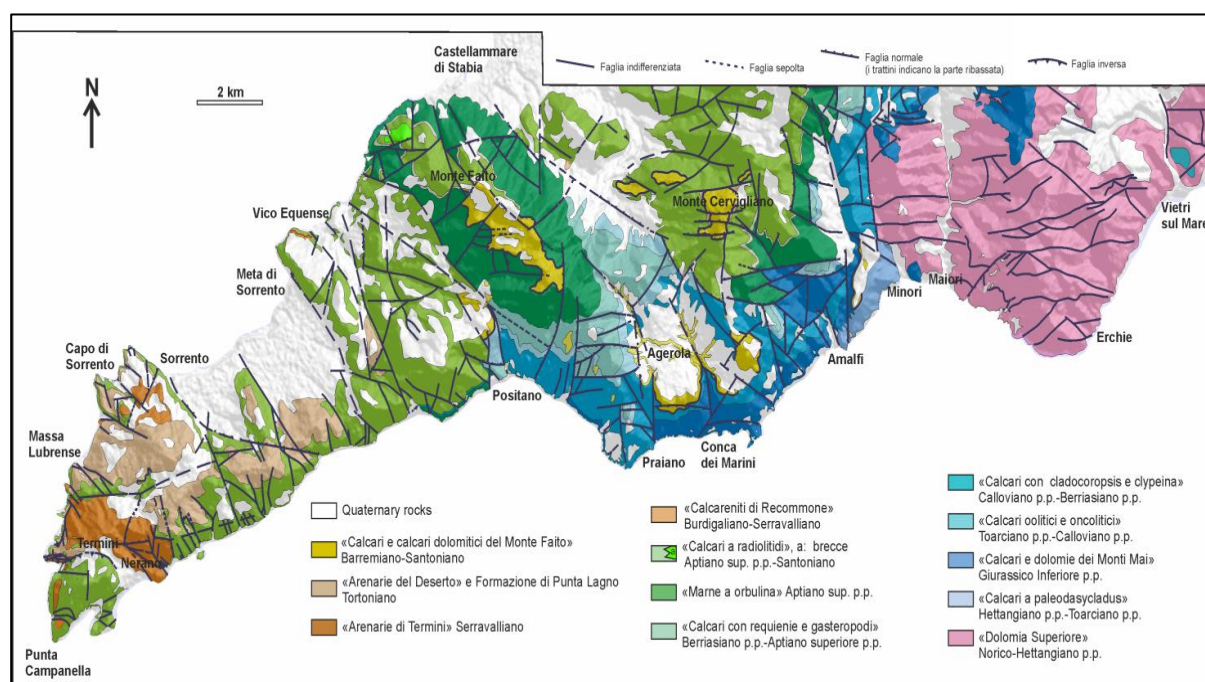 Castellammare
di Stabia
Faglia indifferenziata
Faglia sepolta
Faglia normale
(i trattini indicano la parte ribassata)
Faglia inversa
N
2 km
Monte Faito
Monte Cervigliano
Vico Equense
Vietri
sul Mare
Meta di
Sorrento
Minori
Maiori
Capo di
Sorrento
Sorrento
Agerola
Amalfi
Erchie
Positano
Massa
Lubrense
Praiano
Conca
dei Marini
Termini
Nerano
Punta
Campanella
Quaternary rocks
«Calcari e calcari dolomitici del Monte Faito»
Barremiano-Santoniano
«Arenarie del Deserto» e Formazione di Punta Lagno
Tortoniano
«Arenarie di Termini» Serravalliano
«Calcareniti di Recommone»
Burdigaliano-Serravalliano
«Calcari a radiolitidi», a: brecce
Aptiano sup. p.p.-Santoniano
«Marne a orbulina» Aptiano sup. p.p.
«Calcari con requienie e gasteropodi»
Berriasiano p.p.-Aptiano superiore p.p.
«Calcari con cladocoropsis e clypeina»
Calloviano p.p.-Berriasiano p.p.
«Calcari oolitici e oncolitici»
Toarciano p.p.-Calloviano p.p.
«Calcari e dolomie dei Monti Mai»
Giurassico Inferiore p.p.
«Calcari a paleodasycladus»
Hettangiano p.p.-Toarciano p.p.
«Dolomia Superiore»
Norico-Hettangiano p.p.